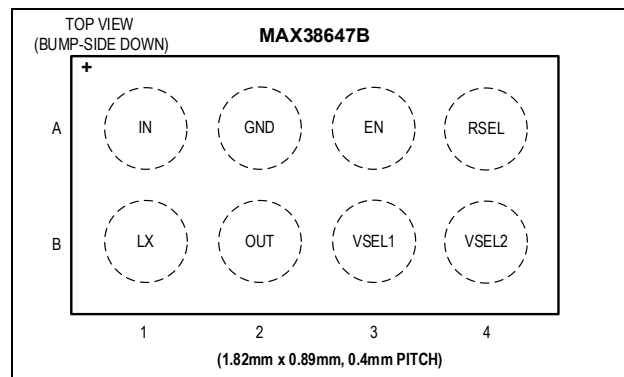 TOP VIEW
(BUMP-SIDE DOWN)
MAX38647B
+
A IN GND EN RSEL
B LX OUT VSEL1 VSEL2
1 2 3 4
(1.82mm x 0.89mm, 0.4mm PITCH)